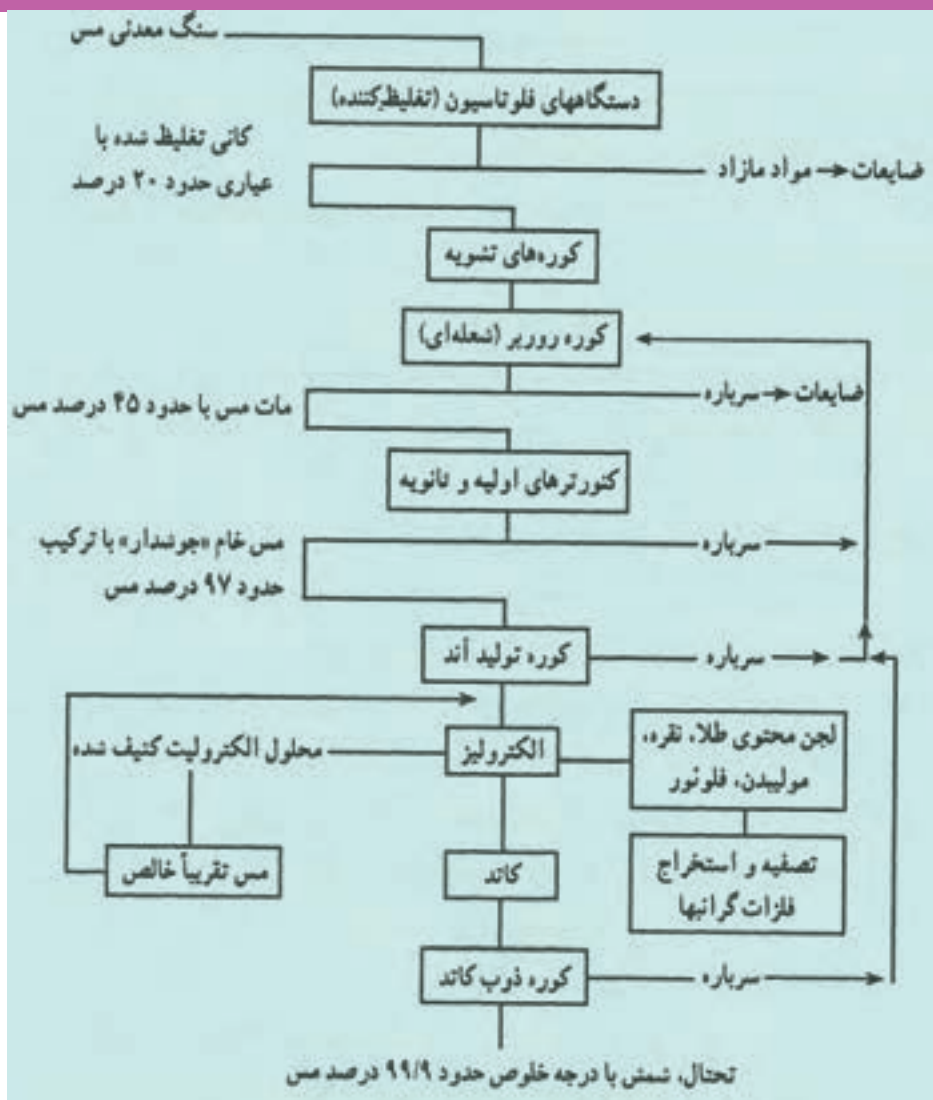 سنگ معدنی مس
دستگاههای فلوتاسیون (تغلیظ‌کننده)
کانی تغلیظ شده با
عیاری حدود ۲۰ درصد
مواد مازاد
ضایعات
کوره‌های تشویه
کوره روربر (شعله‌ای)
سرباره
ضایعات
مات مس با حدود ۴۵ درصد مس
کنورترهای اولیه و ثانویه
سرباره
مس خام «جوشدار» با ترکیب
حدود ۹۷ درصد مس
کوره تولید آند
سرباره
الکترولیز
محلول الکترولیت کثیف شده
لجن محتوی طلا، نقره،
مولیبدن، فلوئور
مس تقریباً خالص
کاتد
تصفیه و استخراج
فلزات گرانبها
کوره ذوب کاتد
سرباره
تختال، شمش با درجه خلوص حدود ۹۹/۹ درصد مس